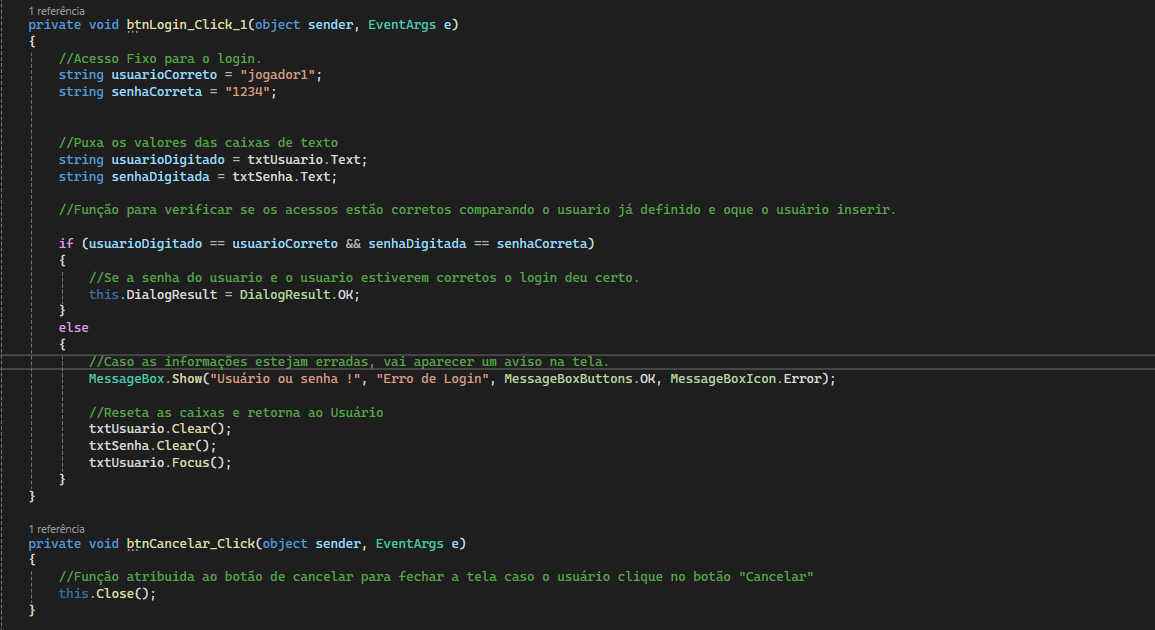 1 referência
private void btnLogin_Click_1(object sender, EventArgs e)
{
//Acesso Fixo para o login.
string usuarioCorreto = "jogador1";
string senhaCorreta = "1234";
//Puxa os valores das caixas de texto
string usuarioDigitado = txtUsuario.Text;
string senhaDigitada = txtSenha.Text;
//Função para verificar se os acessos estão corretos comparando o usuario já definido e oque o usuário inserir.
if (usuarioDigitado == usuarioCorreto && senhaDigitada == senhaCorreta)
{
//Se a senha do usuario e o usuario estiverem corretos o login deu certo.
this.DialogResult = DialogResult.OK;
}
else
{
//Caso as informações estejam erradas, vai aparecer um aviso na tela.
MessageBox.Show("Usuário ou senha !", "Erro de Login", MessageBoxButtons.OK, MessageBoxIcon.Error);
//Reseta as caixas e retorna ao Usuário
txtUsuario.Clear();
txtSenha.Clear();
txtUsuario.Focus();
}
}
1 referência
private void btnCancelar_Click(object sender, EventArgs e)
{
//Função atribuida ao botão de cancelar para fechar a tela caso o usuário clique no botão "Cancelar"
this.Close();
}